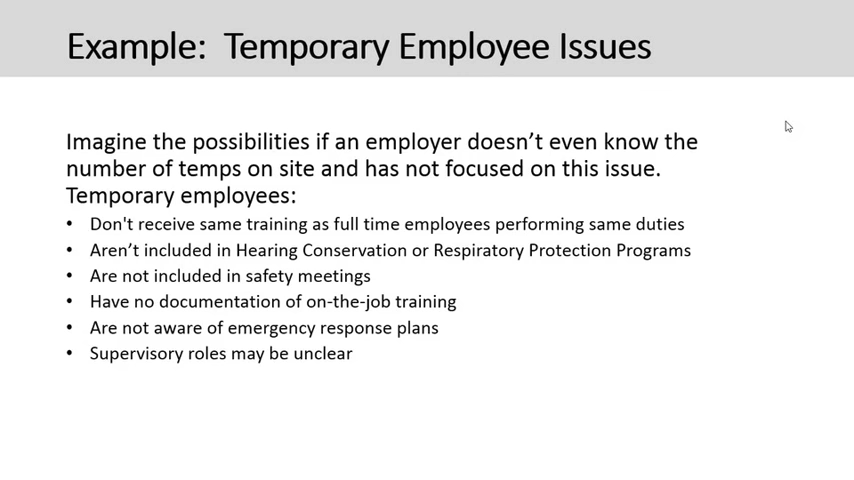 Example:  Temporary Employee Issues
Imagine the possibilities if an employer doesn’t even know the
number of temps on site and has not focused on this issue.
Temporary employees:
• Don't receive same training as full time employees performing same duties
• Aren’t included in Hearing Conservation or Respiratory Protection Programs
• Are not included in safety meetings
• Have no documentation of on-the-job training
• Are not aware of emergency response plans
• Supervisory roles may be unclear